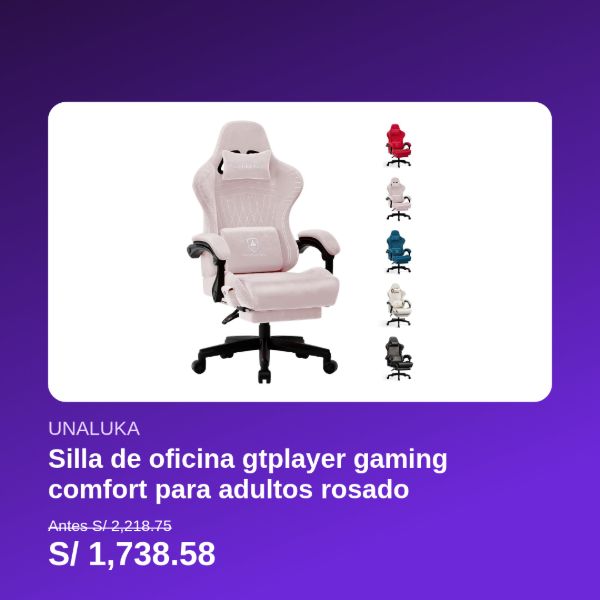 UNALUKA
Silla de oficina gtplayer gaming
comfort para adultos rosado
Antes S/ 2,218.75
S/ 1,738.58